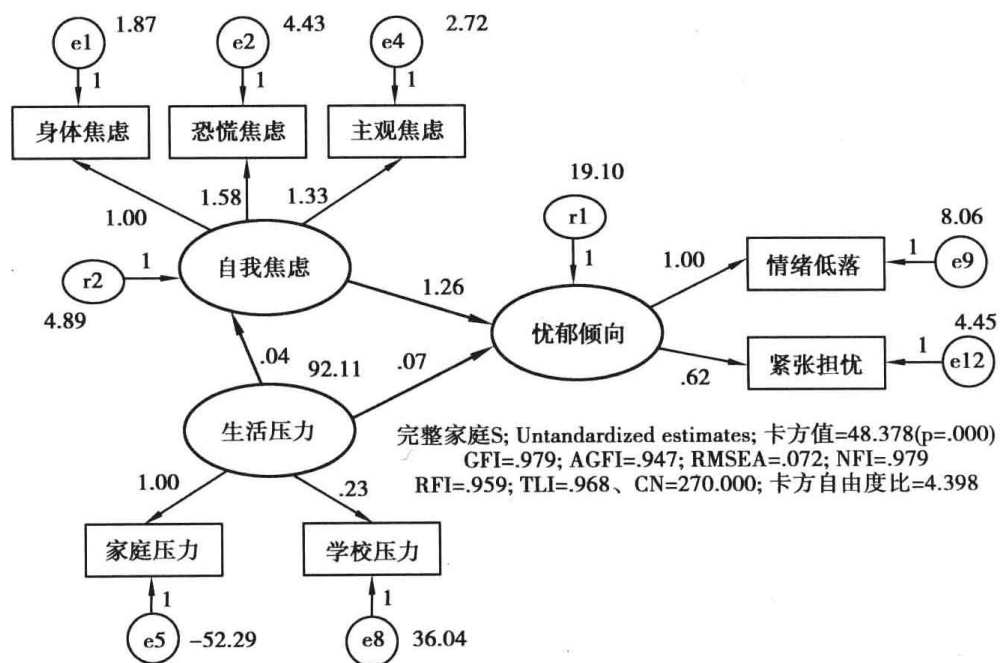 1.87 4.43 2.72
e1 e2 e4
1 1 1
身体焦虑 恐慌焦虑 主观焦虑
1.00 1.58 1.33
19.10
r1
8.06
自我焦虑
1 1 1.00 情绪低落 1 e9
r2
4.89
1.26
忧郁倾向
4.45
.04 92.11 .07 .62 紧张担忧 1 e12
生活压力
完整家庭S; Untandardized estimates; 卡方值=48.378(p=.000)
GFI=.979; AGFI=.947; RMSEA=.072; NFI=.979
RFI=.959; TLI=.968、CN=270.000; 卡方自由度比=4.398
1.00 .23
家庭压力 学校压力
1 1
e5 -52.29 e8 36.04